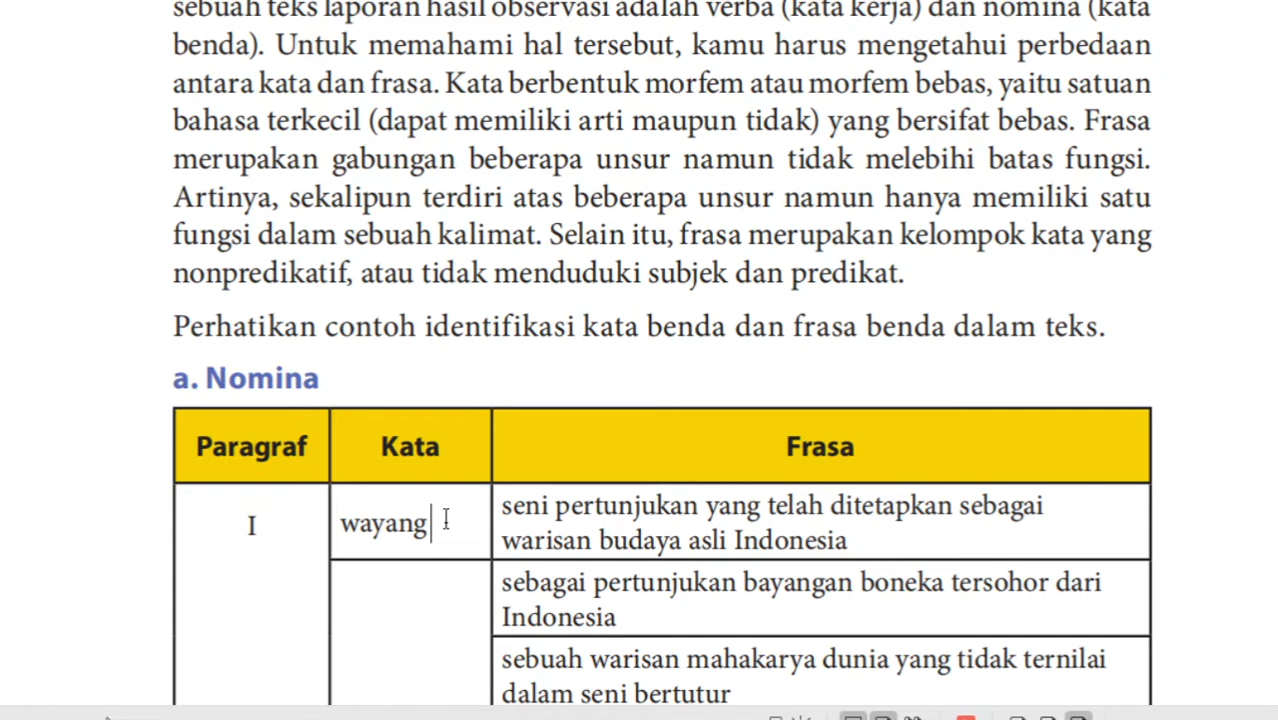 sebuah teks laporan hasil observasi adalah verba (kata kerja) dan nomina (kata
benda). Untuk memahami hal tersebut, kamu harus mengetahui perbedaan
antara kata dan frasa. Kata berbentuk morfem atau morfem bebas, yaitu satuan
bahasa terkecil (dapat memiliki arti maupun tidak) yang bersifat bebas. Frasa
merupakan gabungan beberapa unsur namun tidak melebihi batas fungsi.
Artinya, sekalipun terdiri atas beberapa unsur namun hanya memiliki satu
fungsi dalam sebuah kalimat. Selain itu, frasa merupakan kelompok kata yang
nonpredikatif, atau tidak menduduki subjek dan predikat.
Perhatikan contoh identifikasi kata benda dan frasa benda dalam teks.
a. Nomina
Paragraf Kata Frasa
I wayang seni pertunjukan yang telah ditetapkan sebagai
warisan budaya asli Indonesia
sebagai pertunjukan bayangan boneka tersohor dari
Indonesia
sebuah warisan mahakarya dunia yang tidak ternilai
dalam seni bertutur